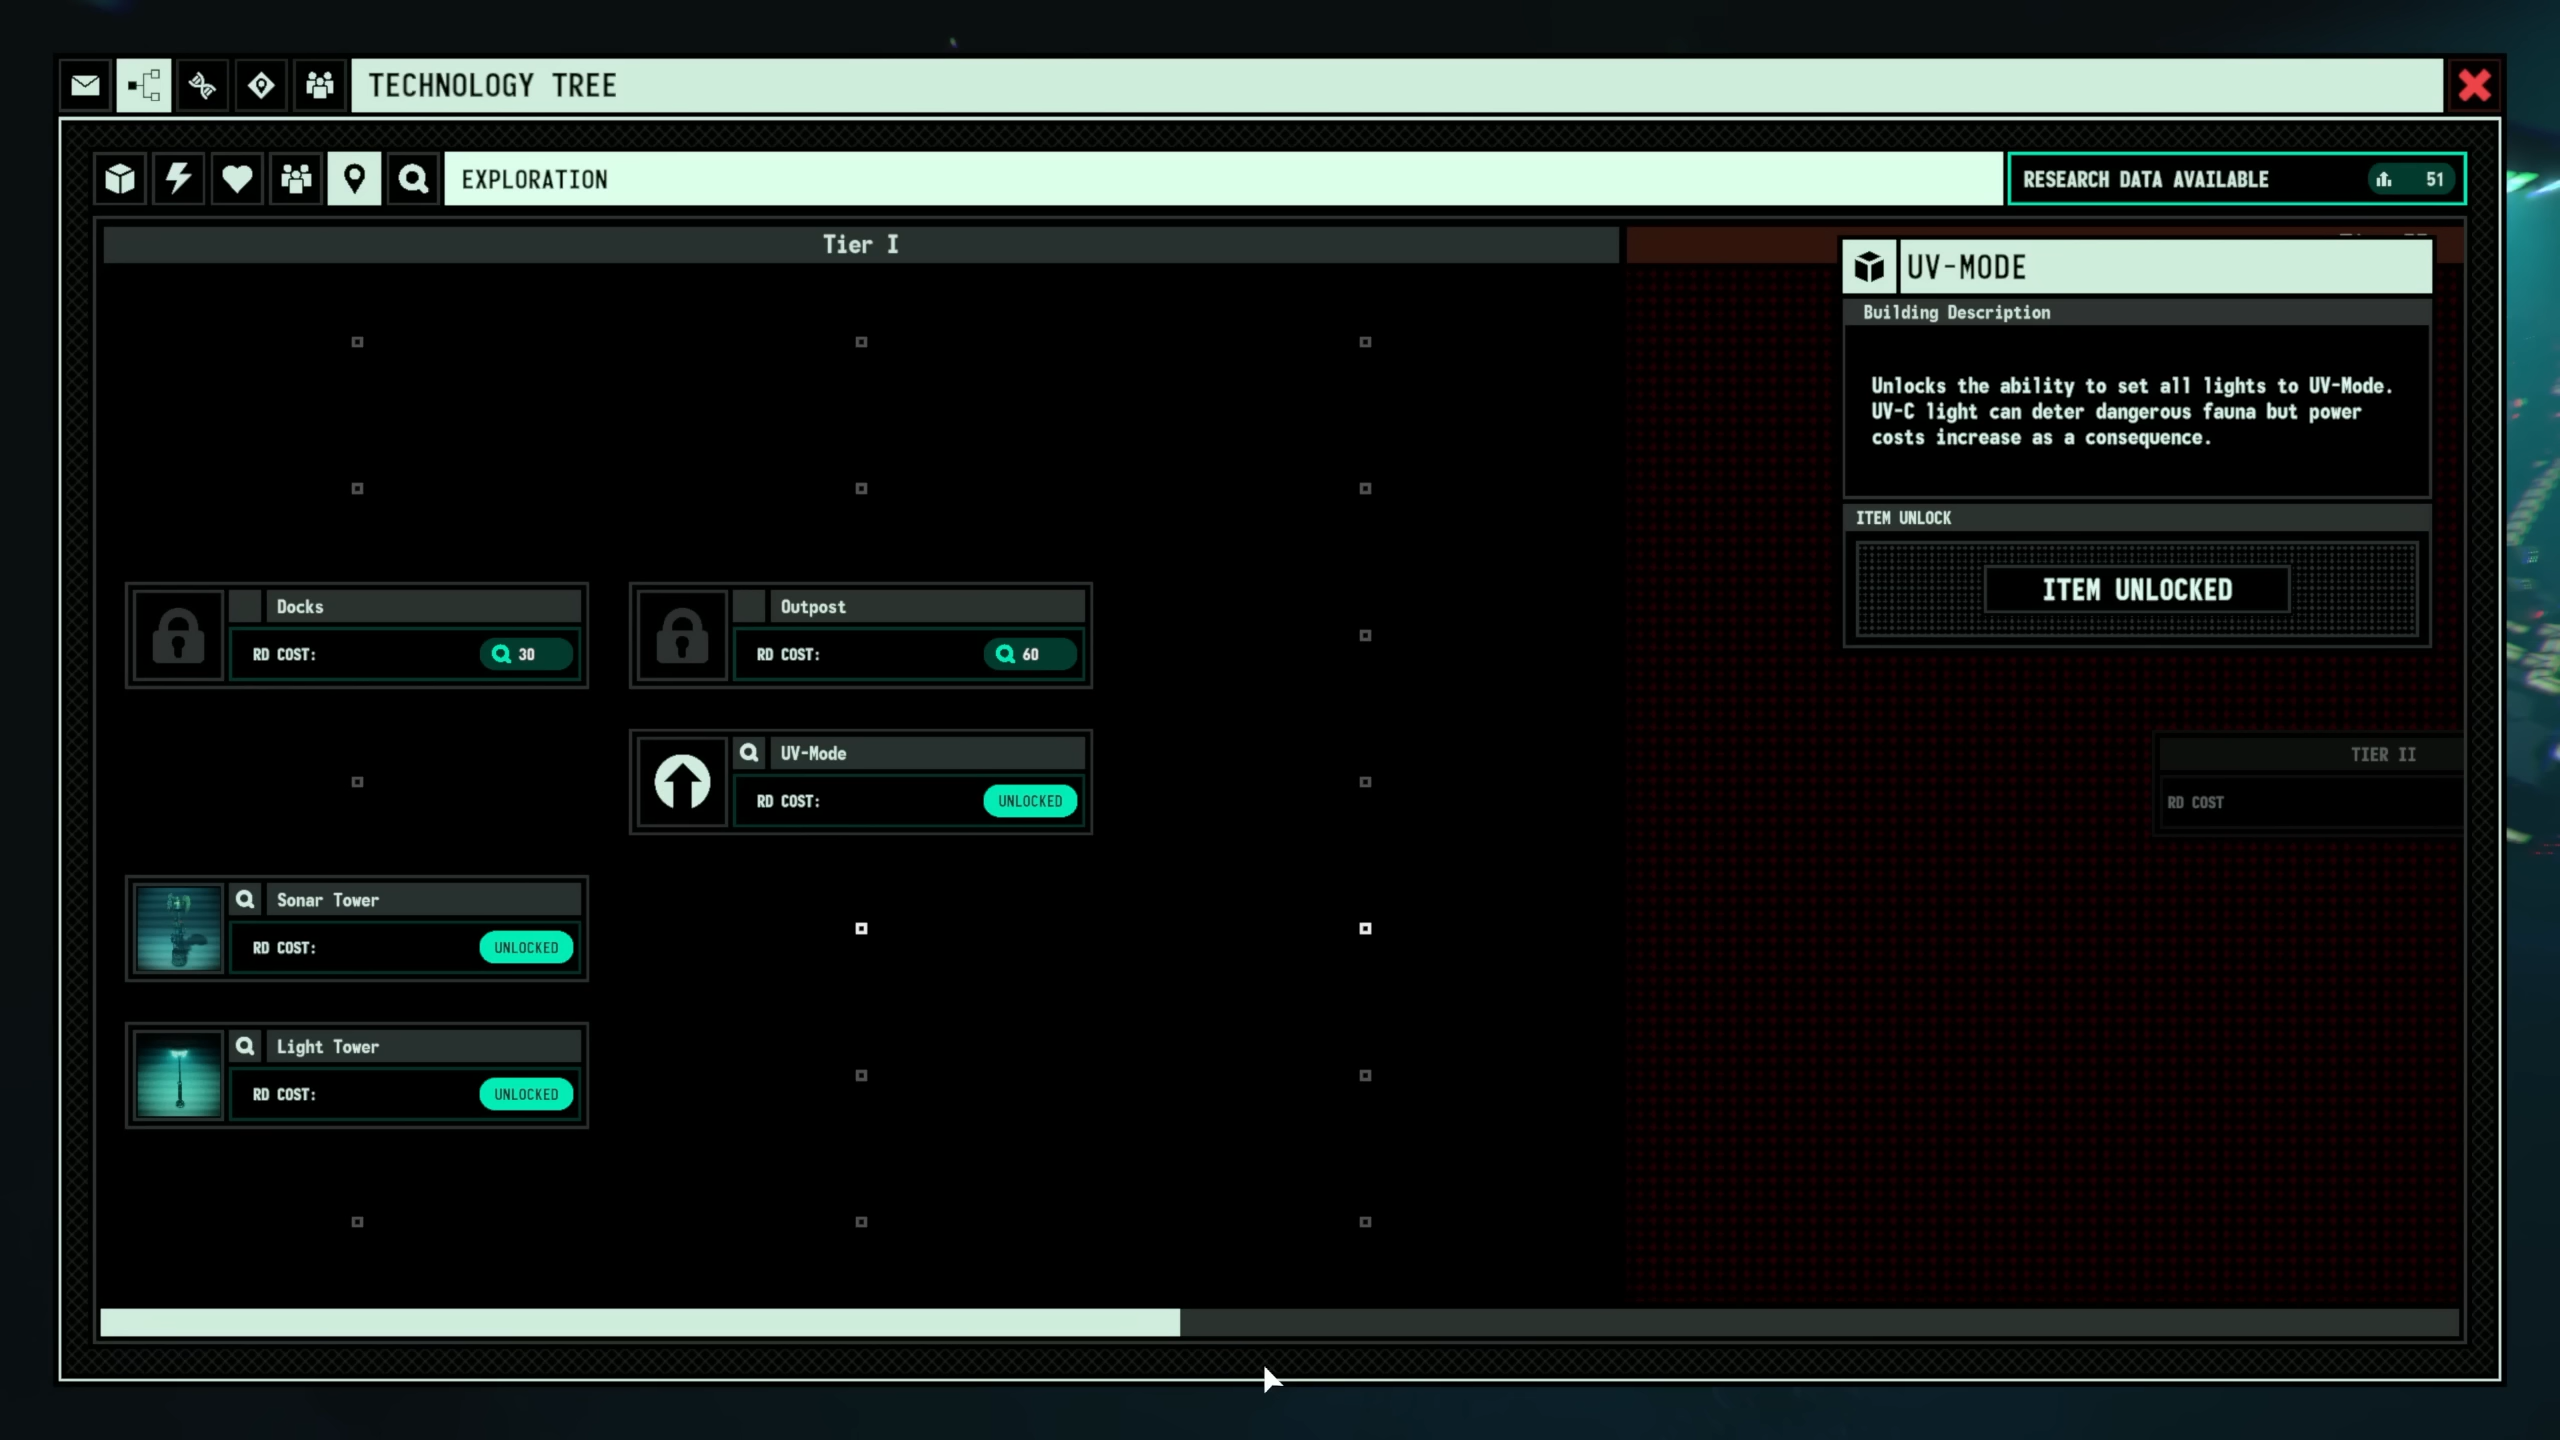 TECHNOLOGY TREE
EXPLORATION
RESEARCH DATA AVAILABLE 51
Tier I
UV-MODE
Building Description
Unlocks the ability to set all lights to UV-Mode.
UV-C light can deter dangerous fauna but power
costs increase as a consequence.
ITEM UNLOCK
ITEM UNLOCKED
Docks
RD COST: 30
Outpost
RD COST: 60
UV-Mode
RD COST: UNLOCKED
TIER II
RD COST
Sonar Tower
RD COST: UNLOCKED
Light Tower
RD COST: UNLOCKED